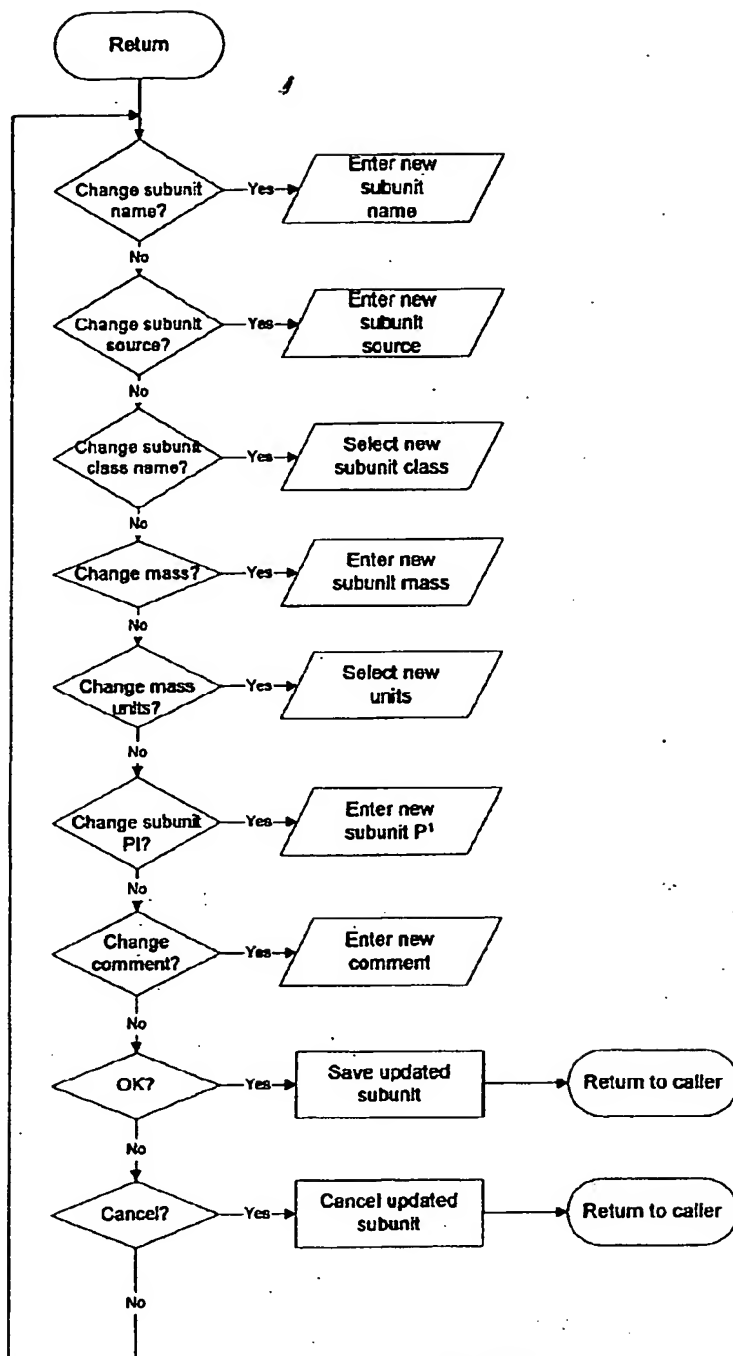 Return
Change subunit
name?
Yes
Enter new
subunit
name
No
Change subunit
source?
Yes
Enter new
subunit
source
No
Change subunit
class name?
Yes
Select new
subunit class
No
Change mass?
Yes
Enter new
subunit mass
No
Change mass
units?
Yes
Select new
units
No
Change subunit
PI?
Yes
Enter new
subunit P¹
No
Change
comment?
Yes
Enter new
comment
No
OK?
Yes
Save updated
subunit
Return to caller
No
Cancel?
Yes
Cancel updated
subunit
Return to caller
No